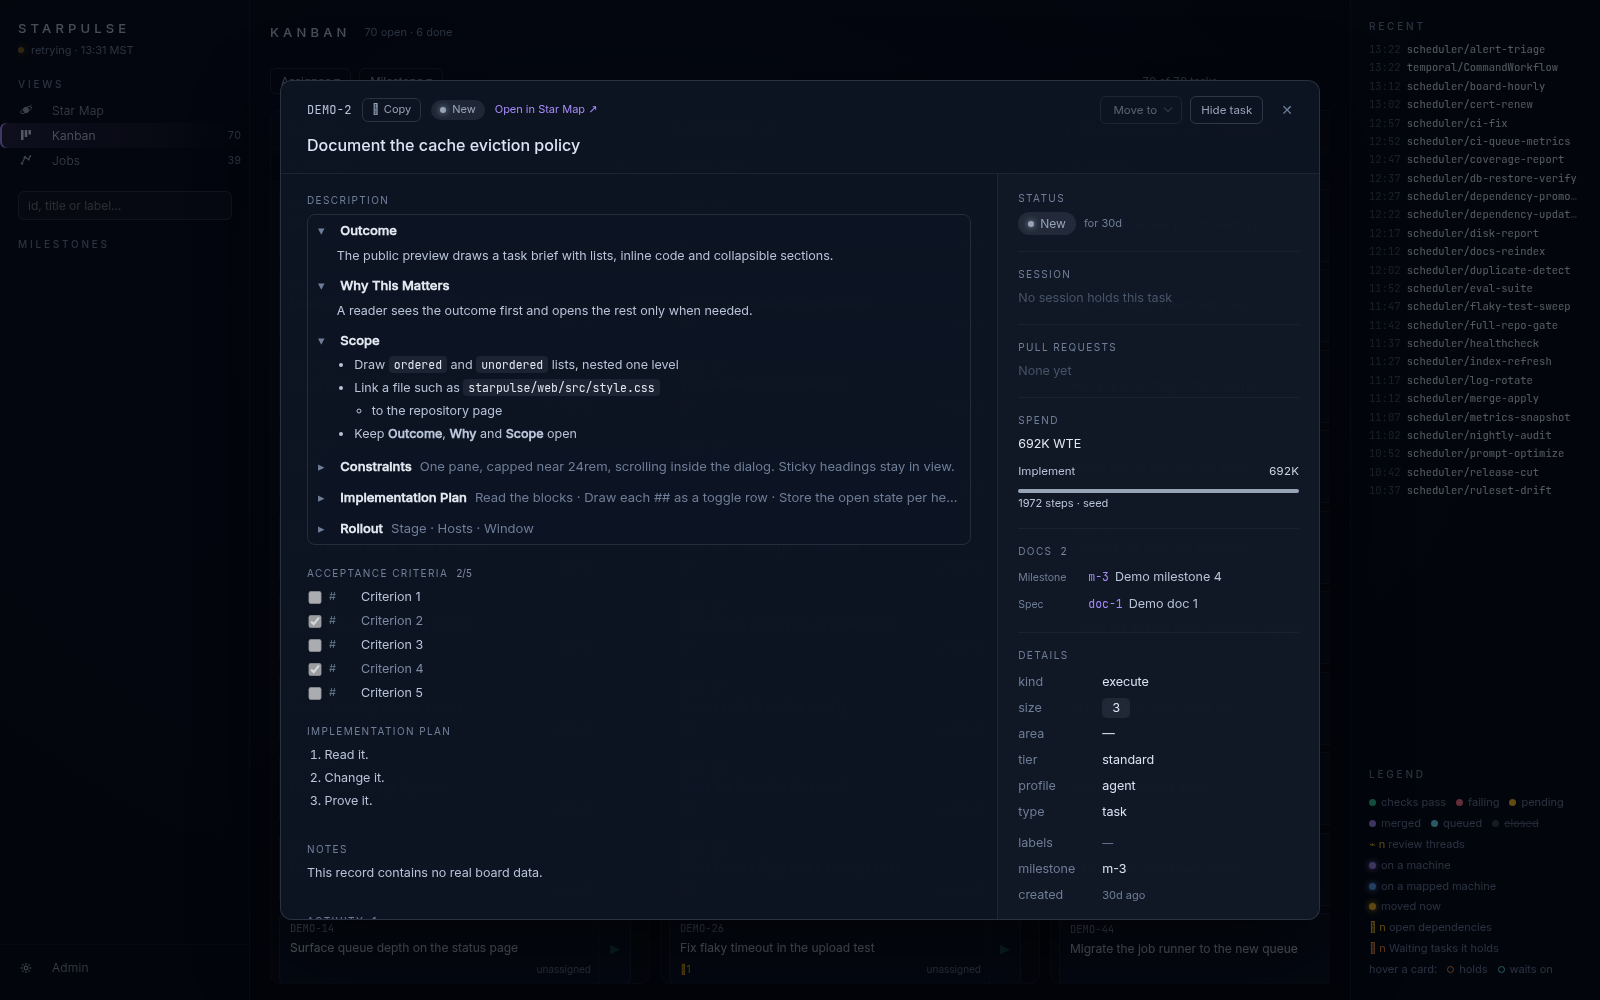 STARPULSE
retrying · 13:31 MST
VIEWS
Star Map
Kanban 70
Jobs 39
id, title or label...
MILESTONES
Admin
KANBAN 70 open · 6 done
DEMO-2 Copy New Open in Star Map ↗ Move to Hide task ✕
Document the cache eviction policy
DESCRIPTION
▾ Outcome
The public preview draws a task brief with lists, inline code and collapsible sections.
▾ Why This Matters
A reader sees the outcome first and opens the rest only when needed.
▾ Scope
• Draw ordered and unordered lists, nested one level
• Link a file such as starpulse/web/src/style.css
◦ to the repository page
• Keep Outcome, Why and Scope open
▸ Constraints One pane, capped near 24rem, scrolling inside the dialog. Sticky headings stay in view.
▸ Implementation Plan Read the blocks · Draw each ## as a toggle row · Store the open state per he...
▸ Rollout Stage · Hosts · Window
ACCEPTANCE CRITERIA 2/5
# Criterion 1
# Criterion 2
# Criterion 3
# Criterion 4
# Criterion 5
IMPLEMENTATION PLAN
1. Read it.
2. Change it.
3. Prove it.
NOTES
This record contains no real board data.
STATUS
New for 30d
SESSION
No session holds this task
PULL REQUESTS
None yet
SPEND
692K WTE
Implement 692K
1972 steps · seed
DOCS 2
Milestone m-3 Demo milestone 4
Spec doc-1 Demo doc 1
DETAILS
kind execute
size 3
area —
tier standard
profile agent
type task
labels —
milestone m-3
created 30d ago
DEMO-14
Surface queue depth on the status page
unassigned
DEMO-26
Fix flaky timeout in the upload test
1 unassigned
DEMO-44
Migrate the job runner to the new queue
RECENT
13:22 scheduler/alert-triage
13:22 temporal/CommandWorkflow
13:12 scheduler/board-hourly
13:02 scheduler/cert-renew
12:57 scheduler/ci-fix
12:52 scheduler/ci-queue-metrics
12:47 scheduler/coverage-report
12:37 scheduler/db-restore-verify
12:27 scheduler/dependency-promo…
12:22 scheduler/dependency-updat…
12:17 scheduler/disk-report
12:12 scheduler/docs-reindex
12:02 scheduler/duplicate-detect
11:52 scheduler/eval-suite
11:47 scheduler/flaky-test-sweep
11:42 scheduler/full-repo-gate
11:37 scheduler/healthcheck
11:27 scheduler/index-refresh
11:17 scheduler/log-rotate
11:12 scheduler/merge-apply
11:07 scheduler/metrics-snapshot
11:02 scheduler/nightly-audit
10:52 scheduler/prompt-optimize
10:42 scheduler/release-cut
10:37 scheduler/ruleset-drift
LEGEND
checks pass failing pending
merged queued closed
n review threads
on a machine
on a mapped machine
moved now
n open dependencies
n Waiting tasks it holds
hover a card: holds waits on